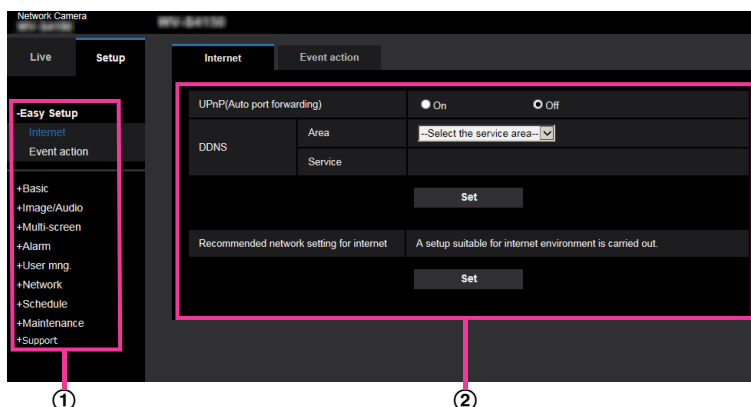 Network Camera
Live Setup
Internet Event action
-Easy Setup
Internet
Event action
+Basic
+Image/Audio
+Multi-screen
+Alarm
+User mng.
+Network
+Schedule
+Maintenance
+Support
UPnP(Auto port forwarding) On Off
DDNS
Area --Select the service area--
Service
Set
Recommended network setting for internet A setup suitable for internet environment is carried out.
Set
① ②